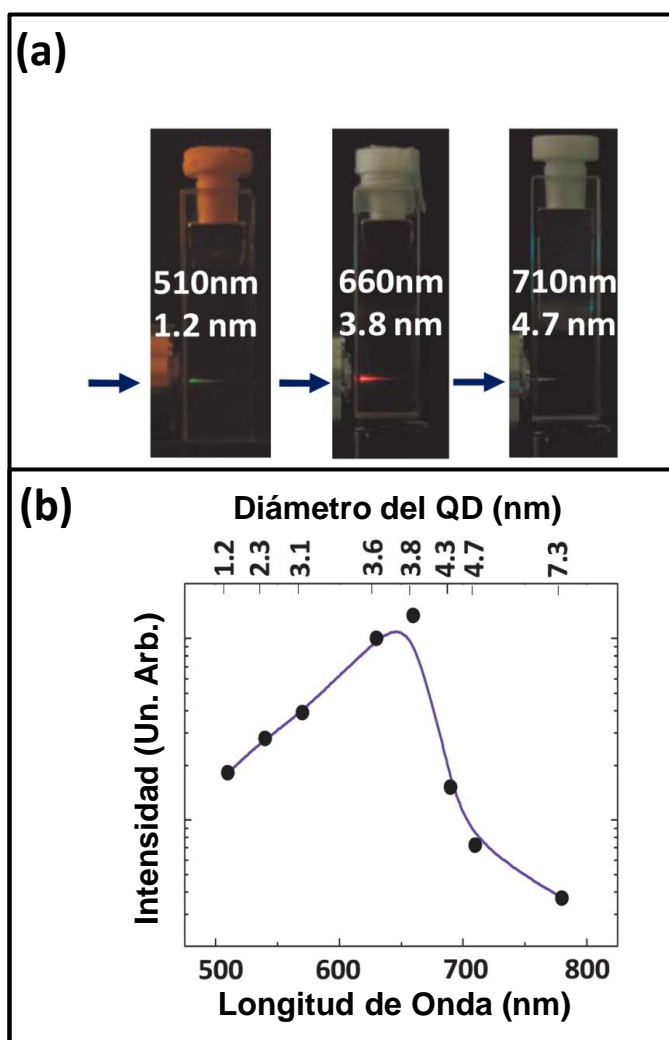 (a)
510nm 660nm 710nm
1.2 nm 3.8 nm 4.7 nm
(b)
Diámetro del QD (nm)
1.2 2.3 3.1 3.6 3.8 4.3 4.7 7.3
Intensidad (Un. Arb.)
500 600 700 800
Longitud de Onda (nm)